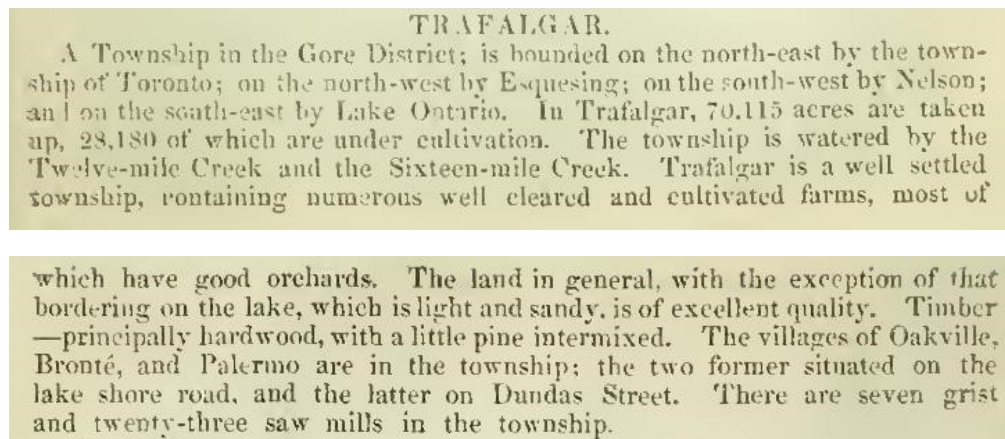 TRAFALGAR.
A Township in the Gore District; is bounded on the north-east by the town-
ship of Toronto; on the north-west by Esquesing; on the south-west by Nelson;
and on the south-east by Lake Ontario. In Trafalgar, 70.115 acres are taken
up, 28,180 of which are under cultivation. The township is watered by the
Twelve-mile Creek and the Sixteen-mile Creek. Trafalgar is a well settled
township, containing numerous well cleared and cultivated farms, most of
which have good orchards. The land in general, with the exception of that
bordering on the lake, which is light and sandy, is of excellent quality. Timber
—principally hardwood, with a little pine intermixed. The villages of Oakville,
Bronté, and Palermo are in the township; the two former situated on the
lake shore road, and the latter on Dundas Street. There are seven grist
and twenty-three saw mills in the township.